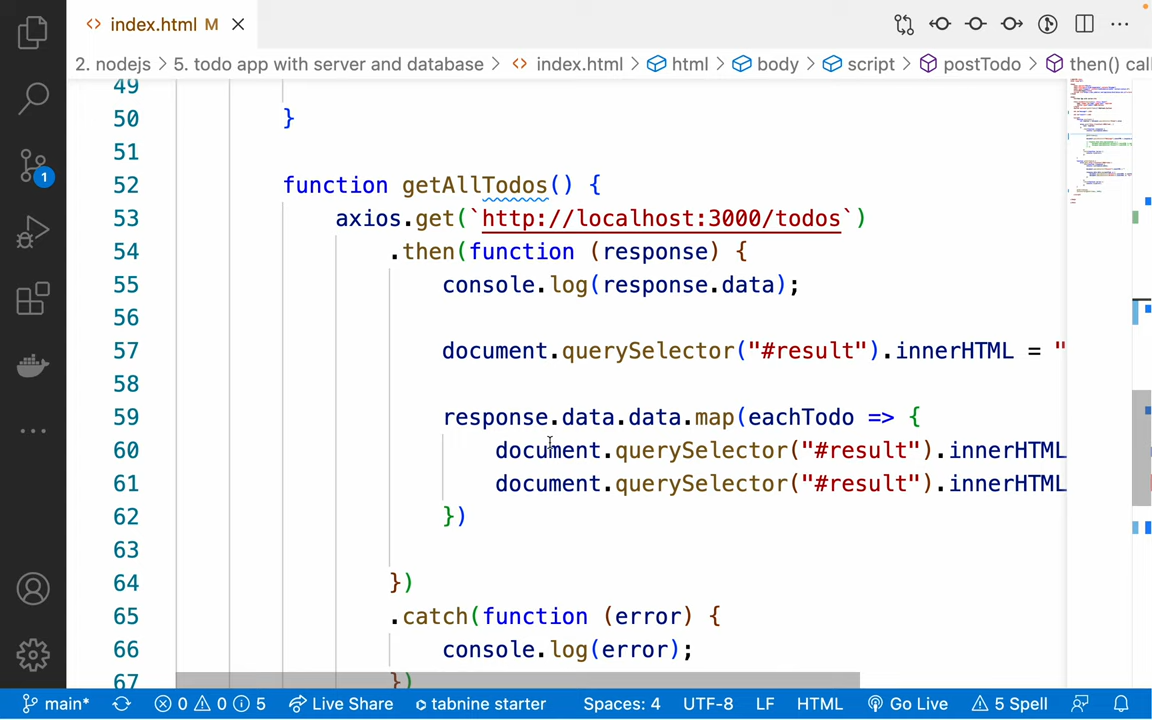 index.html M
2. nodejs > 5. todo app with server and database > index.html > html > body > script > postTodo > then() call
49
50 }
51
52 function getAllTodos() {
53 axios.get(`http://localhost:3000/todos`)
54 .then(function (response) {
55 console.log(response.data);
56
57 document.querySelector("#result").innerHTML = "
58
59 response.data.data.map(eachTodo => {
60 document.querySelector("#result").innerHTML
61 document.querySelector("#result").innerHTML
62 })
63
64 })
65 .catch(function (error) {
66 console.log(error);
67 })
1
main* 0 0 5 Live Share tabnine starter Spaces: 4 UTF-8 LF HTML Go Live 5 Spell